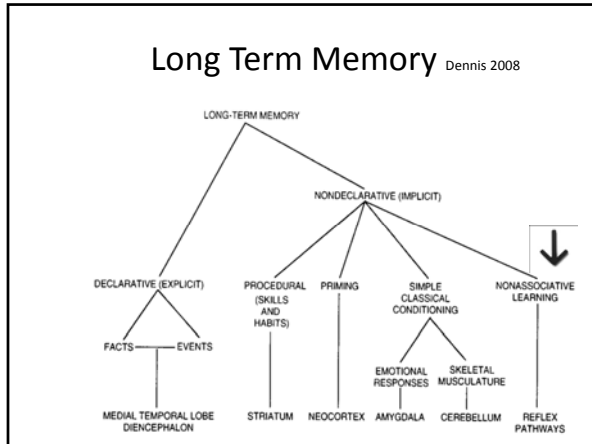 Long Term Memory Dennis 2008
LONG-TERM MEMORY
NONDECLARATIVE (IMPLICIT)
DECLARATIVE (EXPLICIT)
PROCEDURAL
(SKILLS
AND
HABITS)
PRIMING
SIMPLE
CLASSICAL
CONDITIONING
NONASSOCIATIVE
LEARNING
FACTS
EVENTS
EMOTIONAL
RESPONSES
SKELETAL
MUSCULATURE
MEDIAL TEMPORAL LOBE
DIENCEPHALON
STRIATUM
NEOCORTEX
AMYGDALA
CEREBELLUM
REFLEX
PATHWAYS